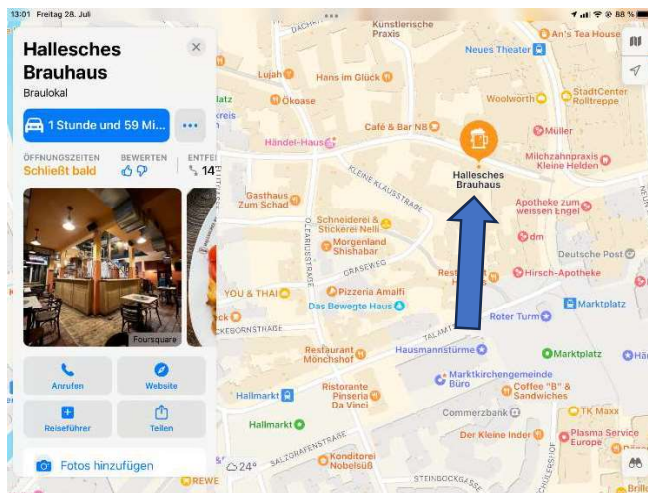 13:01 Freitag 28. Juli
88 %
Hallesches
Brauhaus
Braulokal
1 Stunde und 59 Mi...
ÖFFNUNGSZEITEN
BEWERTEN
ENTFE
Schließt bald
Foursquare
Anrufen
Website
Reiseführer
Teilen
Fotos hinzufügen
Künstlerische
Praxis
An's Tea House
Neues Theater
Lujah
Hans im Glück
StadtCenter
Rolltreppe
Woolworth
latz
Ökoase
kreis
Café & Bar N8
Müller
Händel-Haus
Milchzahnpraxis
Kleine Helden
Hallesches
Brauhaus
KLEINE KLAUSSTRAßE
Gasthaus
Zum Schad
Apotheke zum
weissen Engel
Schneiderei &
Stickerei Nelli
OLEARIUSSTRAßE
dm
Morgenland
Shishabar
Deutsche Post
GRASEWEG
Hirsch-Apotheke
YOU & THAI
Pizzeria Amalfi
Das Bewegte Haus
Marktplatz
Roter Turm
Restaurant
Mönchshof
Hausmannstürme
Marktplatz
Marktkirchengemeinde
Büro
Hallmarkt
Ristorante
Pinseria
Da Vinci
Coffee "B" &
Sandwiches
Commerzbank
TK Maxx
Hallmarkt
Der Kleine Inder
Plasma Service
Europe
24°
Konditorei
Nobelsüß
REWE